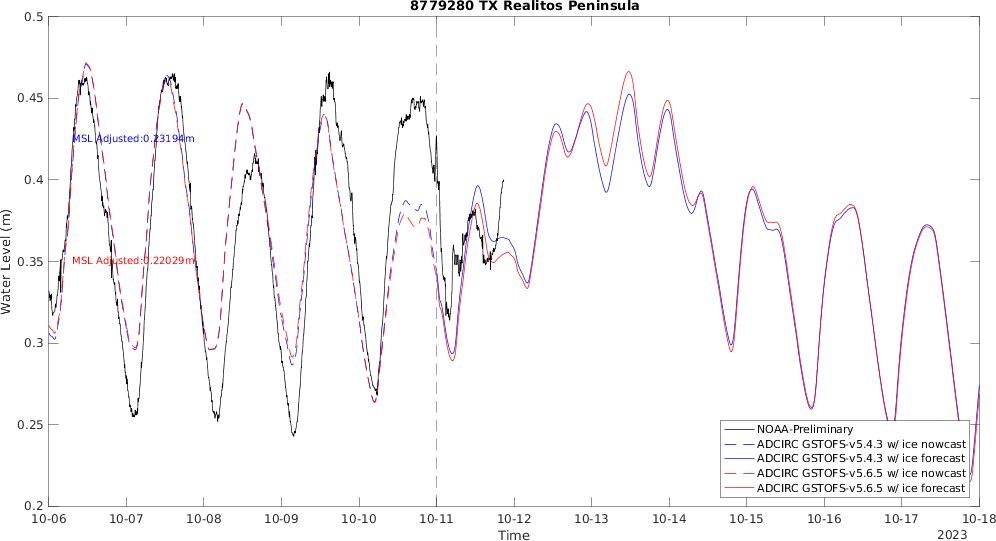 8779280 TX Realitos Peninsula
0.5
0.45
0.4
0.35
0.3
0.25
0.2
Water Level (m)
MSL Adjusted:0.23194m
MSL Adjusted:0.22029m
NOAA-Preliminary
ADCIRC GSTOFS-v5.4.3 w/ ice nowcast
ADCIRC GSTOFS-v5.4.3 w/ ice forecast
ADCIRC GSTOFS-v5.6.5 w/ ice nowcast
ADCIRC GSTOFS-v5.6.5 w/ ice forecast
10-06 10-07 10-08 10-09 10-10 10-11 10-12 10-13 10-14 10-15 10-16 10-17 10-18
Time
2023